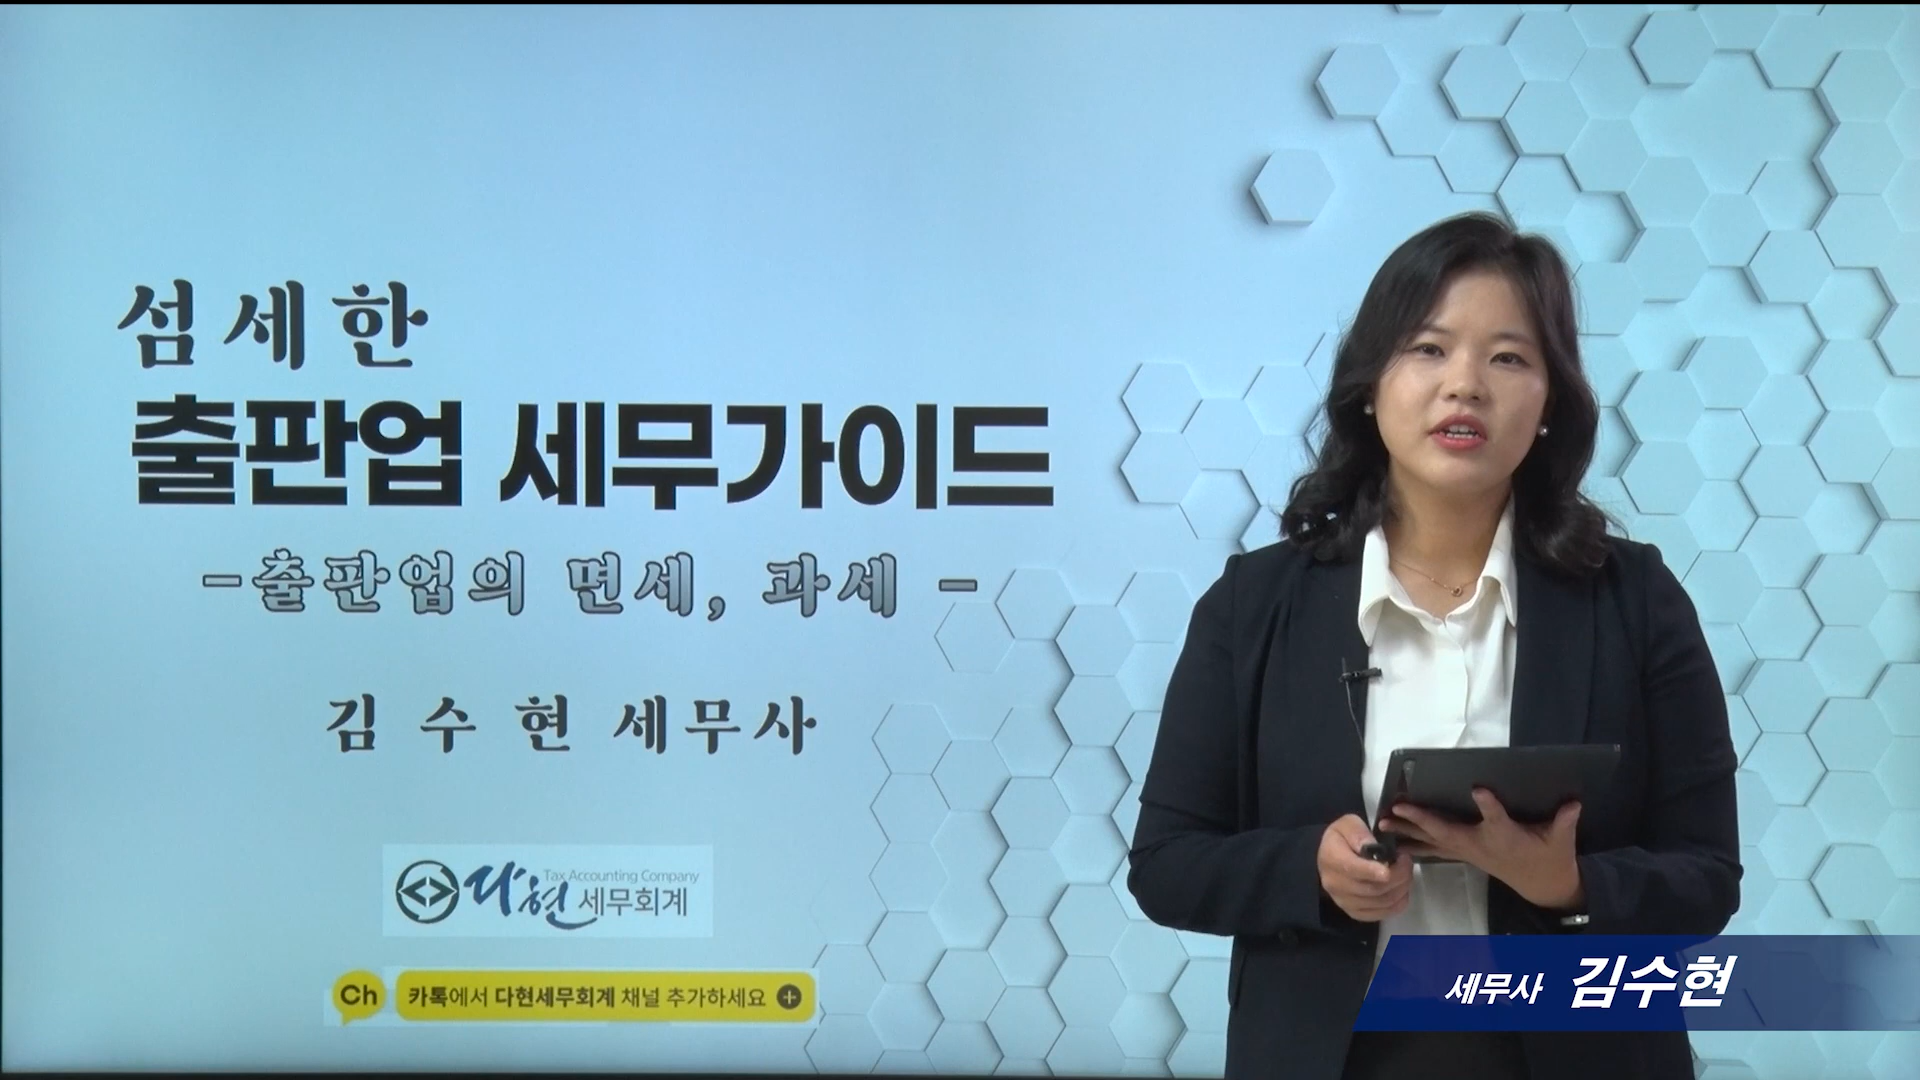 섬세한
출판업 세무가이드
-출판업의 면세, 과세 -
김 수 현 세무사
Tax Accounting Company
다현 세무회계
Ch 카톡에서 다현세무회계 채널 추가하세요 +
세무사 김수현